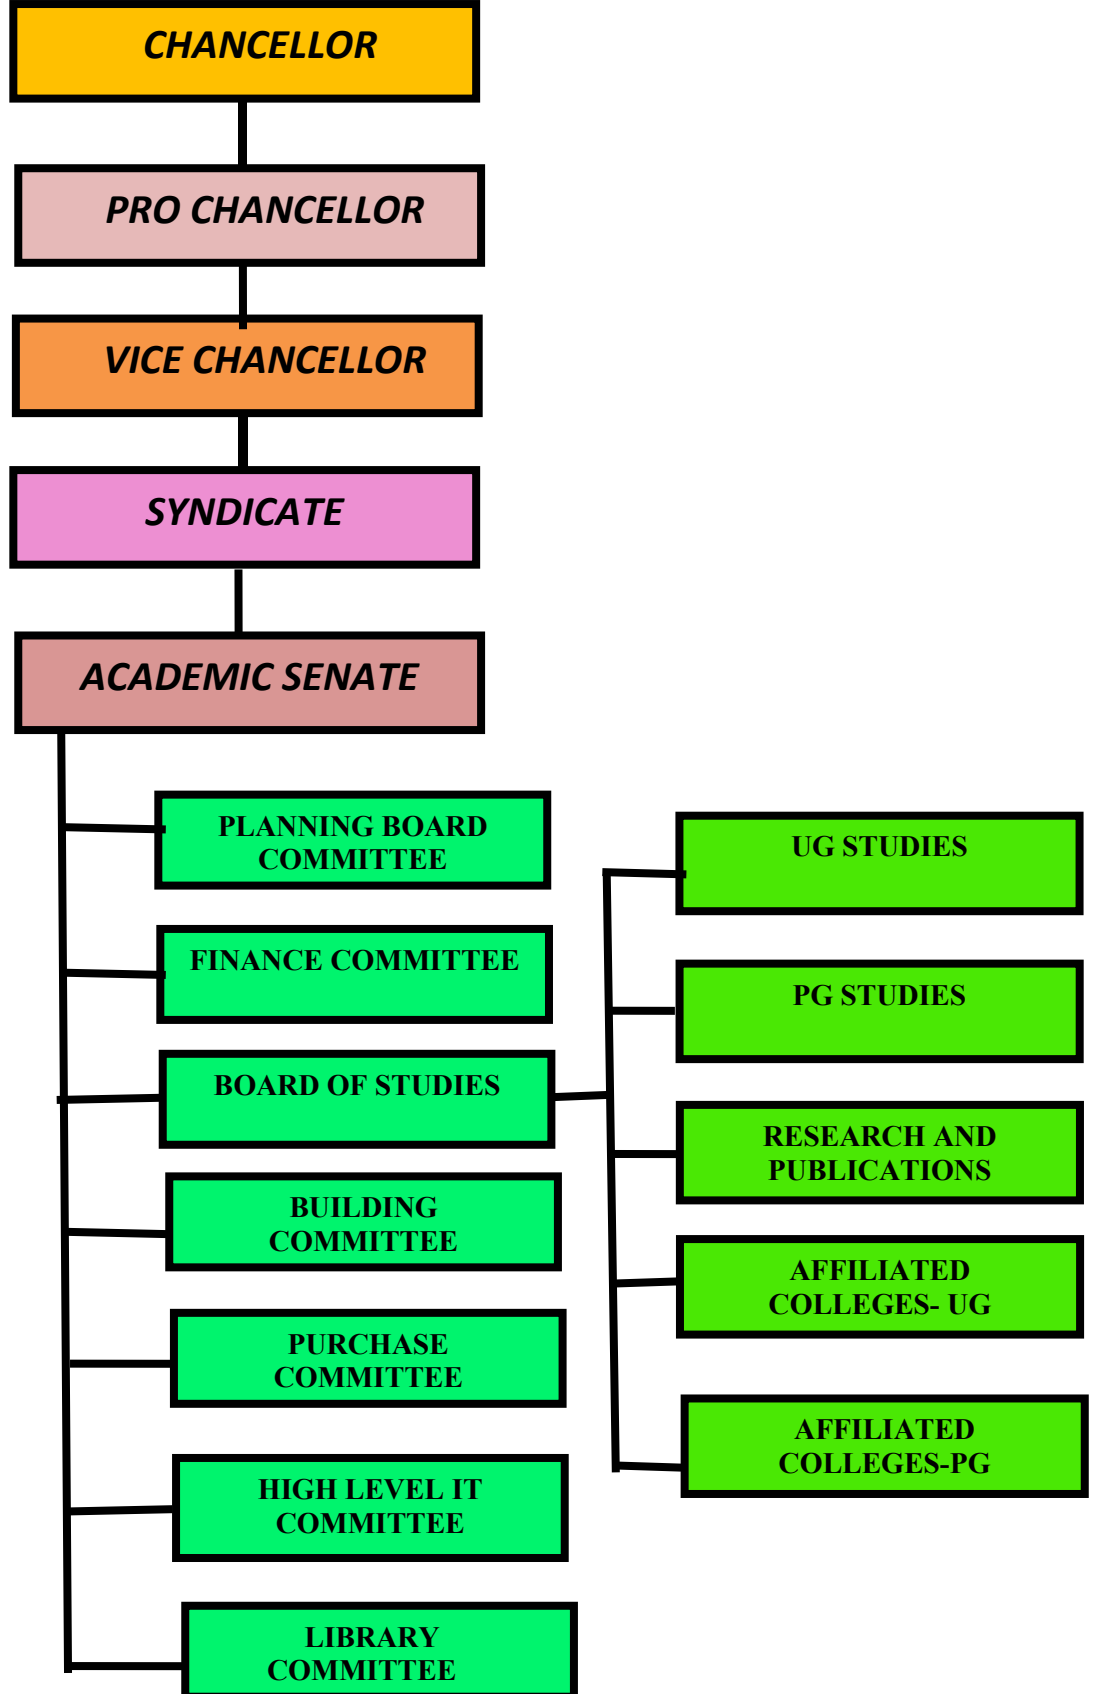 CHANCELLOR
PRO CHANCELLOR
VICE CHANCELLOR
SYNDICATE
ACADEMIC SENATE
PLANNING BOARD
COMMITTEE
FINANCE COMMITTEE
BOARD OF STUDIES
BUILDING
COMMITTEE
PURCHASE
COMMITTEE
HIGH LEVEL IT
COMMITTEE
LIBRARY
COMMITTEE
UG STUDIES
PG STUDIES
RESEARCH AND
PUBLICATIONS
AFFILIATED
COLLEGES- UG
AFFILIATED
COLLEGES-PG